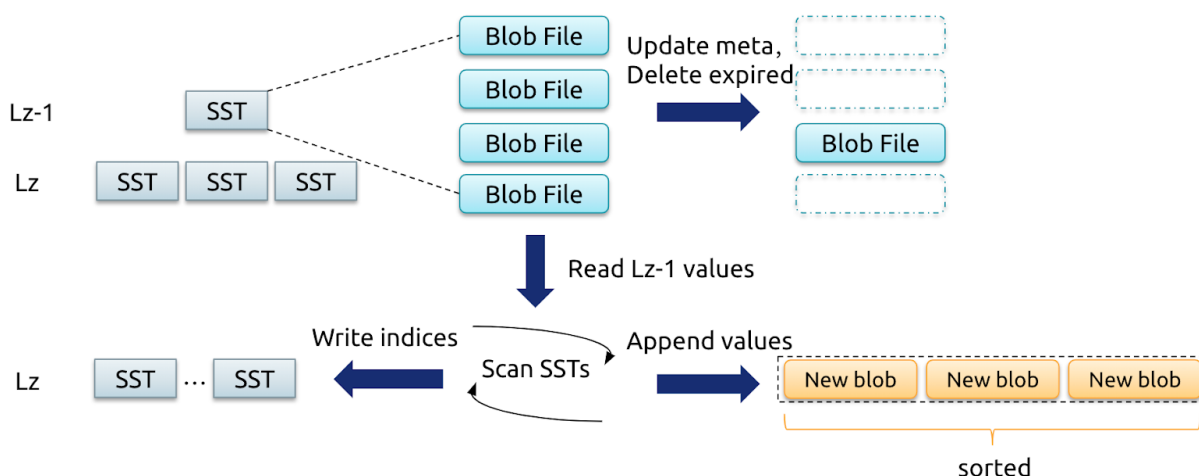 Blob File
Update meta,
Delete expired
Blob File
Lz-1
SST
Blob File
Blob File
Lz
SST
SST
SST
Blob File
Read Lz-1 values
Write indices
Append values
Lz
SST
...
SST
Scan SSTs
New blob
New blob
New blob
sorted